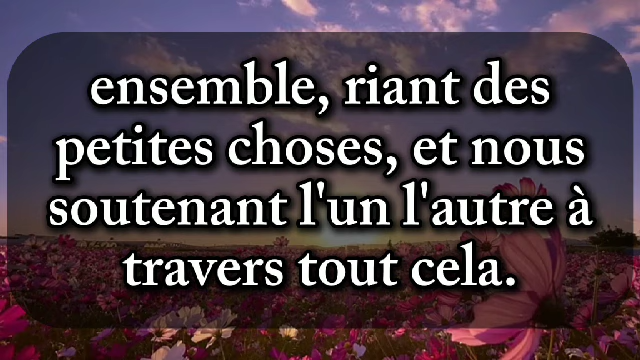 ensemble, riant des
petites choses, et nous
soutenant l'un l'autre à
travers tout cela.